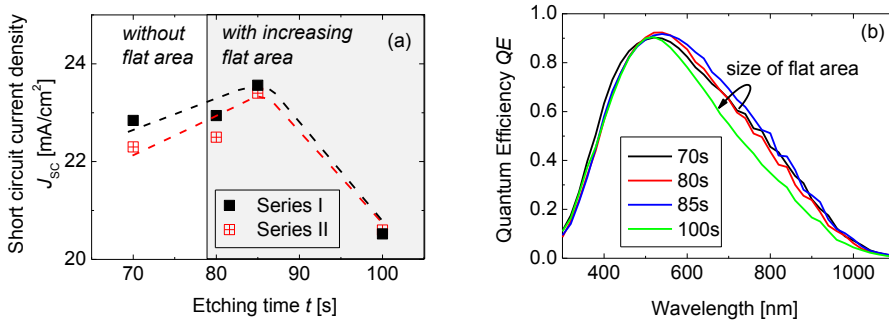 without
flat area
with increasing
flat area
(a)
Short circuit current density
J_SC [mA/cm²]
24
22
20
Series I
Series II
70
80
90
100
Etching time t [s]
(b)
Quantum Efficiency QE
1.0
0.8
0.6
0.4
0.2
0.0
size of flat area
70s
80s
85s
100s
400
600
800
1000
Wavelength [nm]